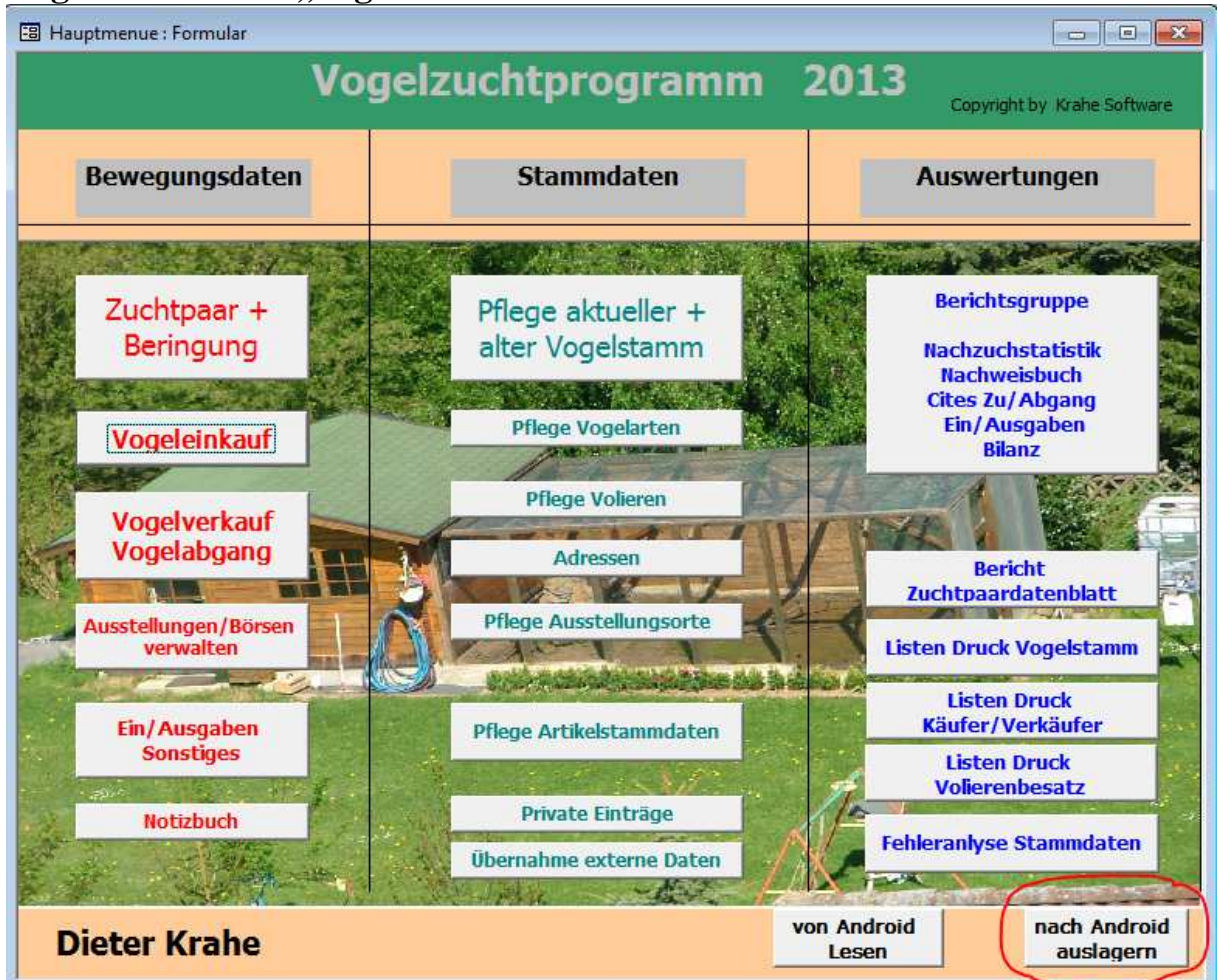 Hauptmenue : Formular
Vogelzuchtprogramm 2013
Copyright by Krahe Software
Bewegungsdaten
Stammdaten
Auswertungen
Zuchtpaar +
Beringung
Vogeleinkauf
Vogelverkauf
Vogelabgang
Ausstellungen/Börsen
verwalten
Ein/Ausgaben
Sonstiges
Notizbuch
Pflege aktueller +
alter Vogelstamm
Pflege Vogelarten
Pflege Volieren
Adressen
Pflege Ausstellungsorte
Pflege Artikelstammdaten
Private Einträge
Übernahme externe Daten
Berichtsgruppe
Nachzuchstatistik
Nachweisbuch
Cites Zu/Abgang
Ein/Ausgaben
Bilanz
Bericht
Zuchtpaardatenblatt
Listen Druck Vogelstamm
Listen Druck
Käufer/Verkäufer
Listen Druck
Volierenbesatz
Fehleranlyse Stammdaten
Dieter Krahe
von Android
Lesen
nach Android
auslagern